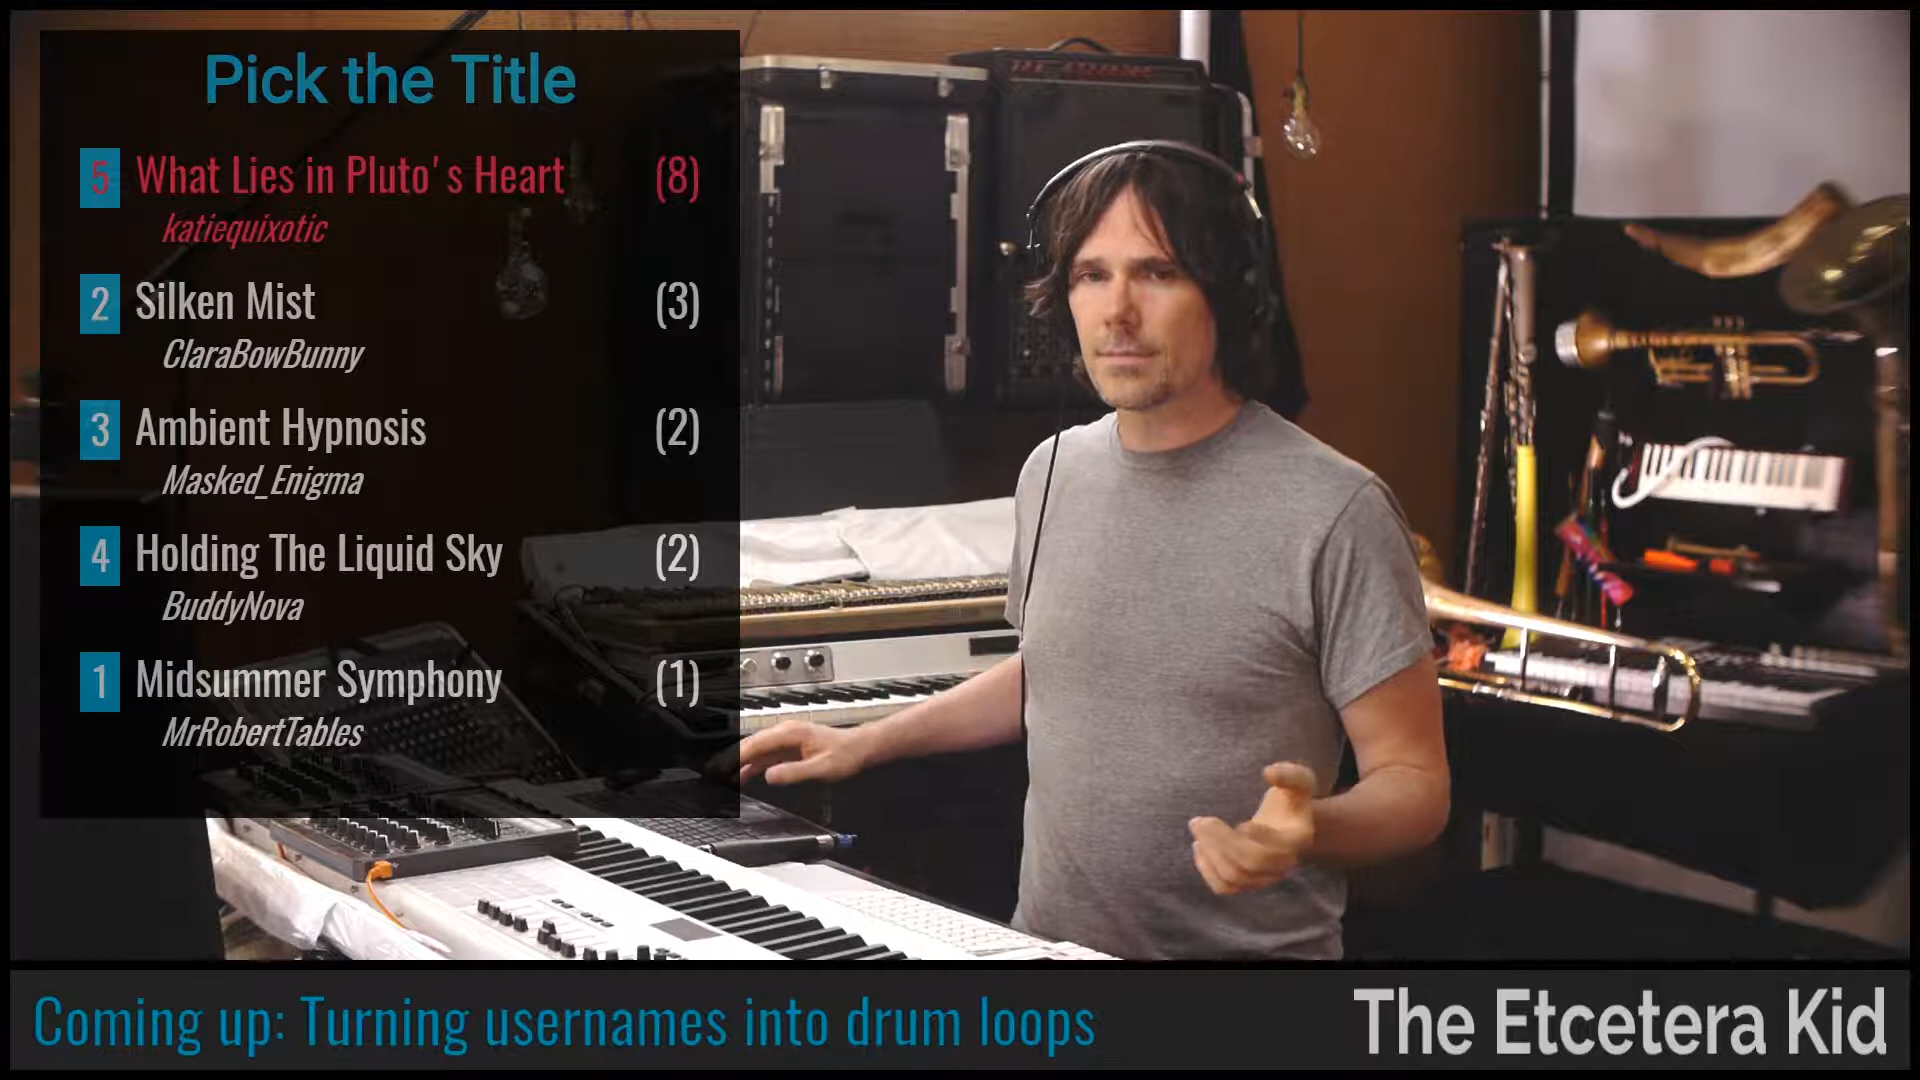 Pick the Title
5 What Lies in Pluto's Heart (8)
katiequixotic
2 Silken Mist (3)
ClaraBowBunny
3 Ambient Hypnosis (2)
Masked_Enigma
4 Holding The Liquid Sky (2)
BuddyNova
1 Midsummer Symphony (1)
MrRobertTables
Coming up: Turning usernames into drum loops
The Etcetera Kid